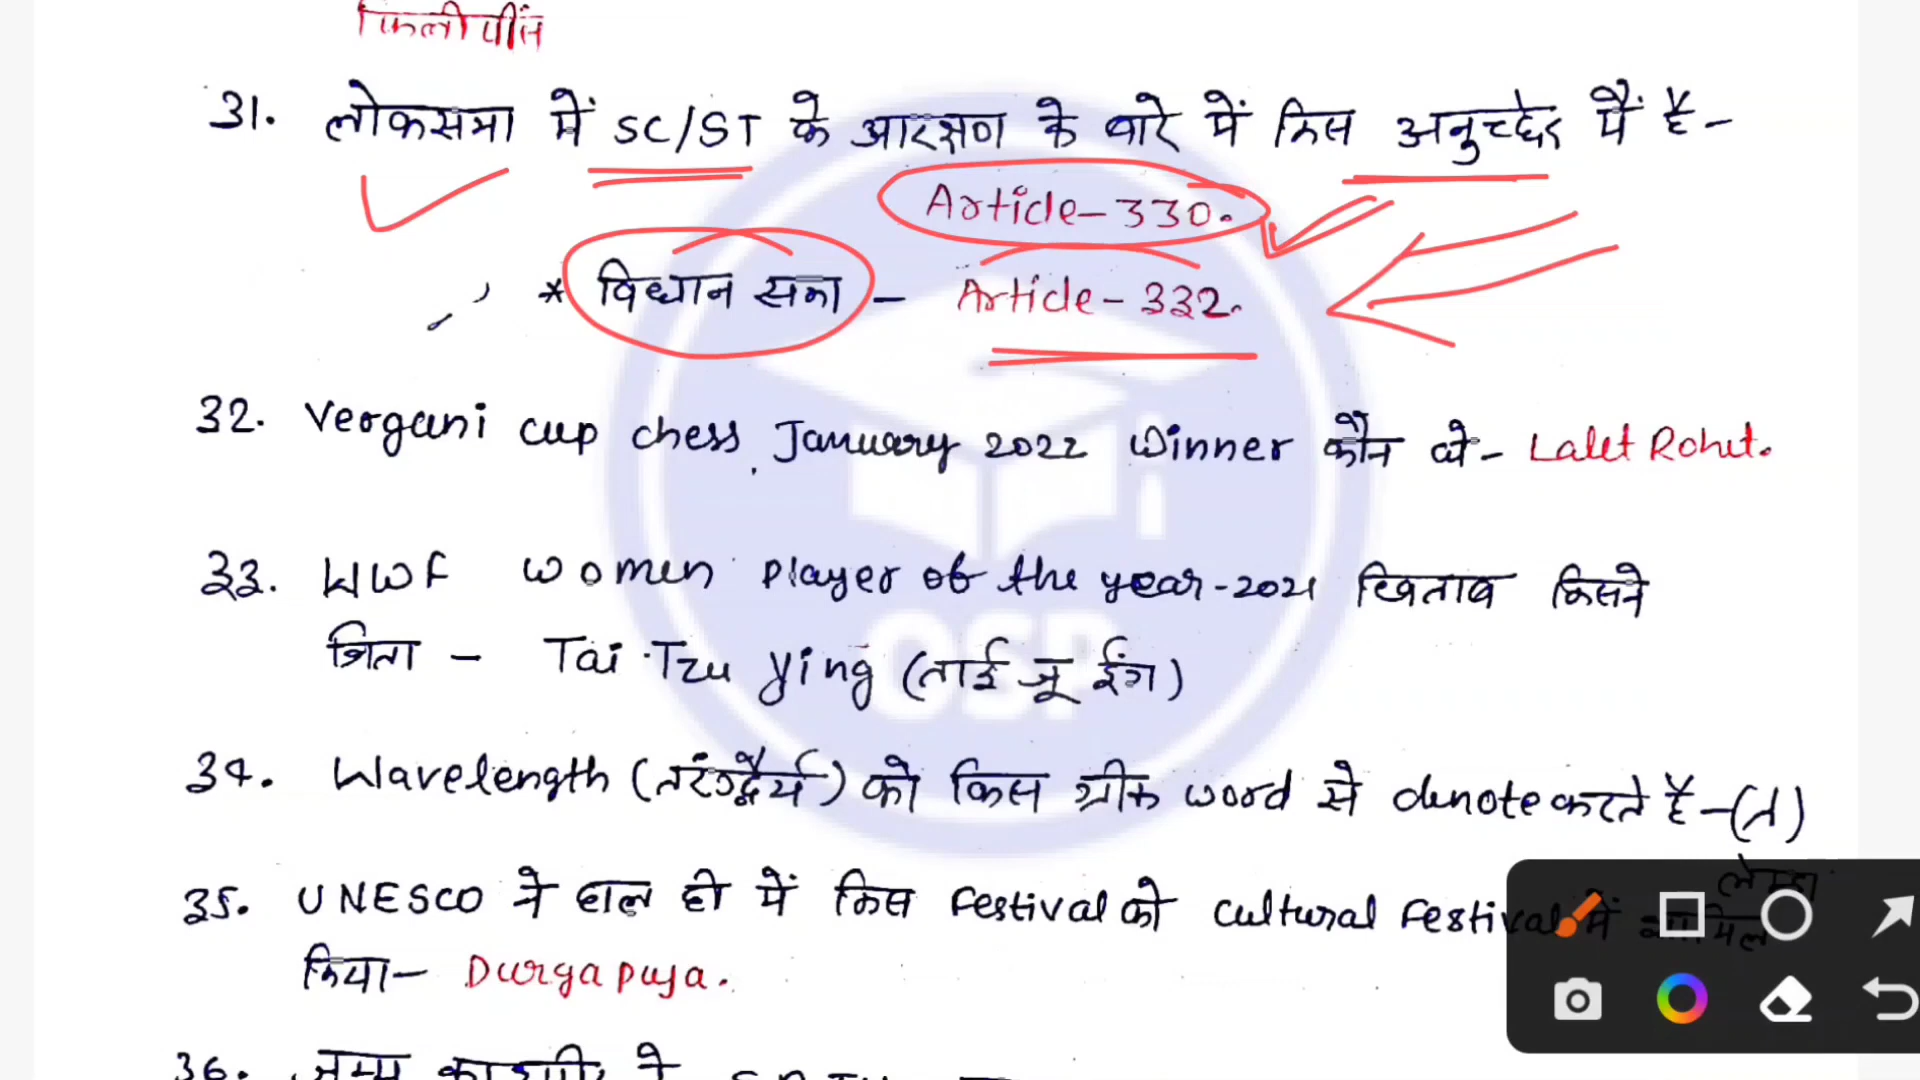 फिलीपींस
31. लोकसभा में SC/ST के आरक्षण के बारे में किस अनुच्छेद में है-
Article-330.
* विधान सभा - Article-332.
32. Vergani cup chess January 2022 Winner कौन थे- Lalit Rohit.
33. WWF women player of the year-2021 खिताब किसने
जिता - Tai Tzu Ying (ताई जू ईंग)
34. Wavelength (तरंग्दैर्य) को किस ग्रीक word से denote करते है-(λ)
35. UNESCO ने हाल ही में किस Festival को Cultural Festival में शामिल
किया- Durga puja.
36.
OSP